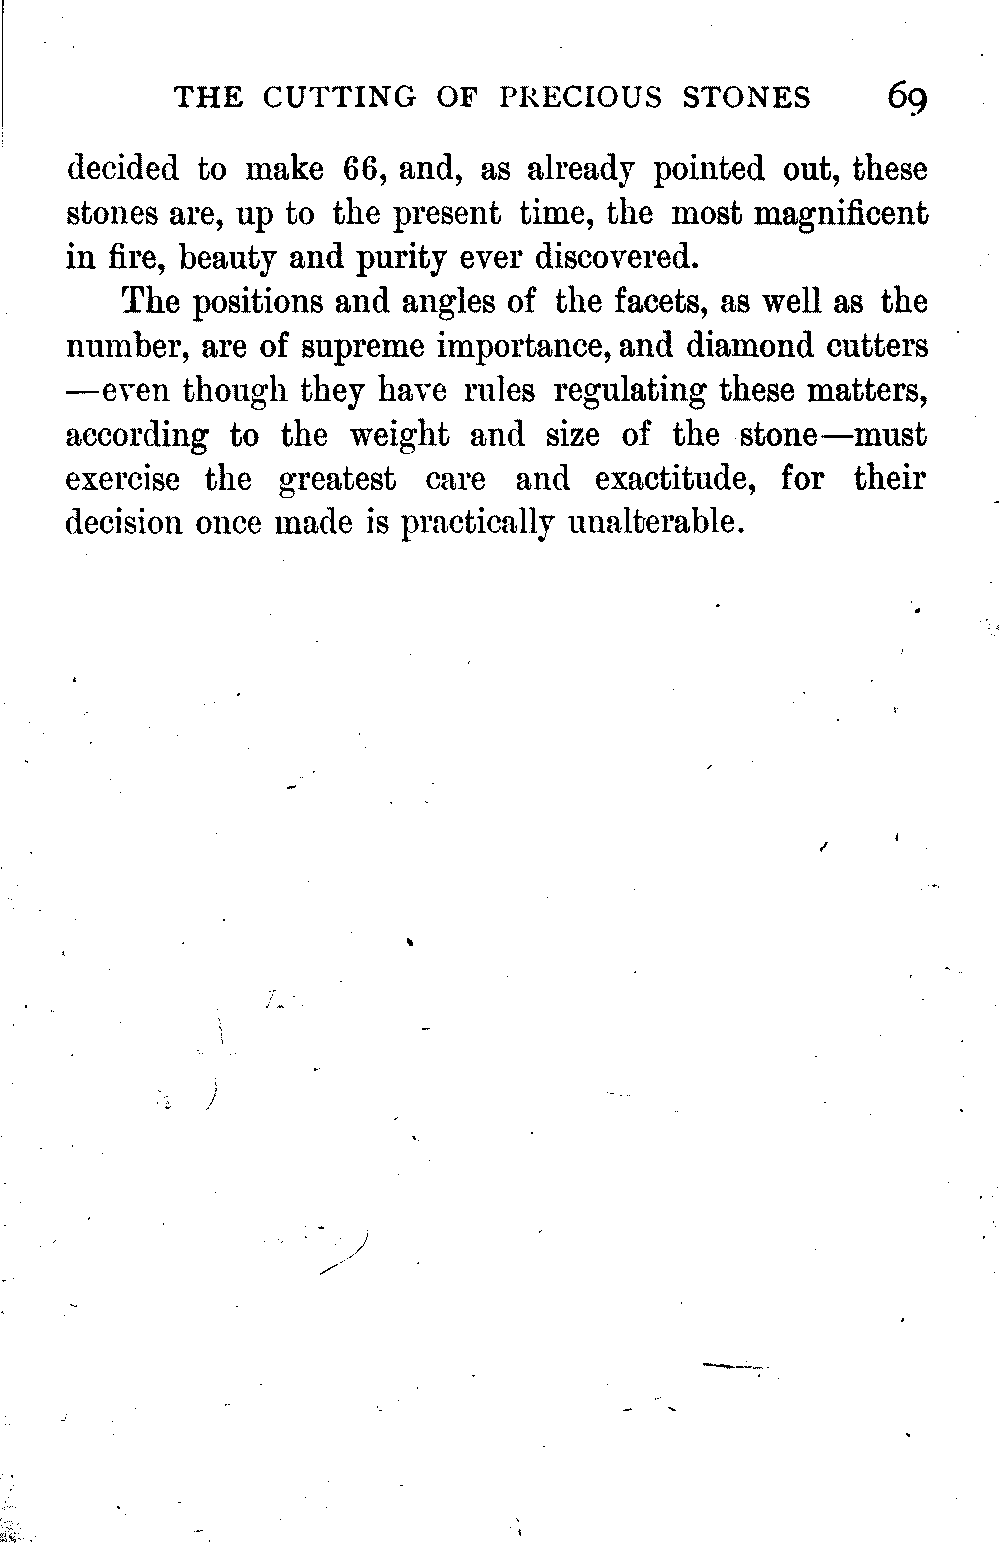 THE CUTTING OF PRECIOUS STONES 69
decided to make 66, and, as already pointed out, these
stones are, up to the present time, the most magnificent
in fire, beauty and purity ever discovered.
The positions and angles of the facets, as well as the
number, are of supreme importance, and diamond cutters
—even though they have rules regulating these matters,
according to the weight and size of the stone—must
exercise the greatest care and exactitude, for their
decision once made is practically unalterable.